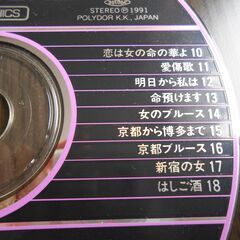 NICS
STEREO Ⓟ1991
POLYDOR K.K., JAPAN
恋は女の命の華よ 10
愛傷歌 11
明日から私は 12
命預けます 13
女のブルース 14
京都から博多まで 15
京都ブルース 16
新宿の女 17
はしご酒 18